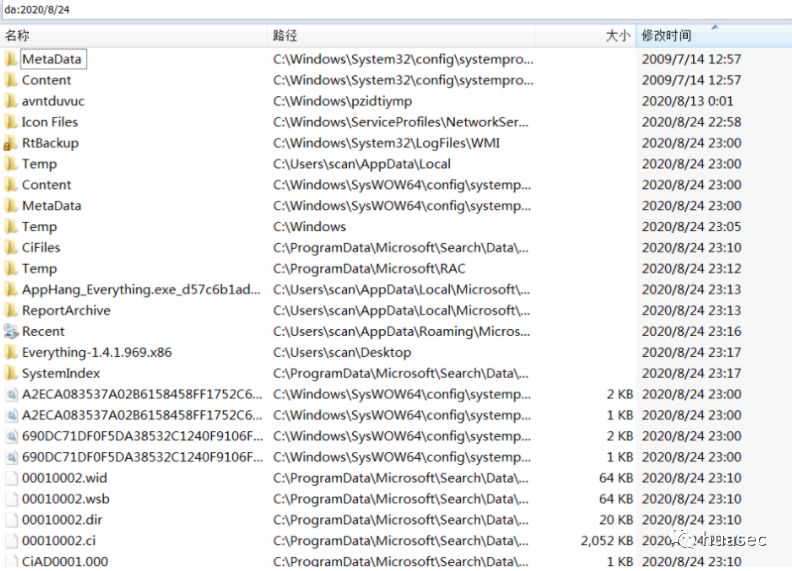 da:2020/8/24
名称 路径 大小 修改时间
MetaData C:\Windows\System32\config\systempro... 2009/7/14 12:57
Content C:\Windows\System32\config\systempro... 2009/7/14 12:57
avntduvuc C:\Windows\pzidtiymp 2020/8/13 0:01
Icon Files C:\Windows\ServiceProfiles\NetworkSer... 2020/8/24 22:58
RtBackup C:\Windows\System32\LogFiles\WMI 2020/8/24 23:00
Temp C:\Users\scan\AppData\Local 2020/8/24 23:00
Content C:\Windows\SysWOW64\config\systemp... 2020/8/24 23:00
MetaData C:\Windows\SysWOW64\config\systemp... 2020/8/24 23:00
Temp C:\Windows 2020/8/24 23:05
CiFiles C:\ProgramData\Microsoft\Search\Data\... 2020/8/24 23:10
Temp C:\ProgramData\Microsoft\RAC 2020/8/24 23:12
AppHang_Everything.exe_d57c6b1ad... C:\Users\scan\AppData\Local\Microsoft\... 2020/8/24 23:13
ReportArchive C:\Users\scan\AppData\Local\Microsoft\... 2020/8/24 23:13
Recent C:\Users\scan\AppData\Roaming\Micros... 2020/8/24 23:16
Everything-1.4.1.969.x86 C:\Users\scan\Desktop 2020/8/24 23:17
SystemIndex C:\ProgramData\Microsoft\Search\Data\... 2020/8/24 23:17
A2ECA083537A02B6158458FF1752C6... C:\Windows\SysWOW64\config\systemp... 2 KB 2020/8/24 23:00
A2ECA083537A02B6158458FF1752C6... C:\Windows\SysWOW64\config\systemp... 1 KB 2020/8/24 23:00
690DC71DF0F5DA38532C1240F9106F... C:\Windows\SysWOW64\config\systemp... 2 KB 2020/8/24 23:00
690DC71DF0F5DA38532C1240F9106F... C:\Windows\SysWOW64\config\systemp... 1 KB 2020/8/24 23:00
00010002.wid C:\ProgramData\Microsoft\Search\Data\... 64 KB 2020/8/24 23:10
00010002.wsb C:\ProgramData\Microsoft\Search\Data\... 64 KB 2020/8/24 23:10
00010002.dir C:\ProgramData\Microsoft\Search\Data\... 20 KB 2020/8/24 23:10
00010002.ci C:\ProgramData\Microsoft\Search\Data\... 2,052 KB huasec
CiAD0001.000 C:\ProgramData\Microsoft\Search\Data\... 1 KB 2020/8/24 23:10